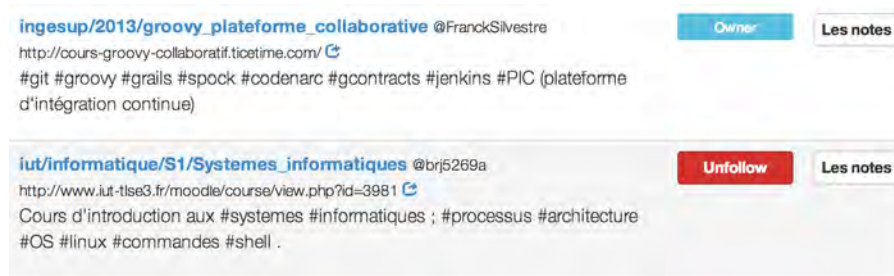 ingesup/2013/groovy_plateforme_collaborative @FranckSilvestre Owner Les notes
http://cours-groovy-collaboratif.ticetime.com/
#git #groovy #grails #spock #codenarc #gcontracts #jenkins #PIC (plateforme
d'intégration continue)
iut/informatique/S1/Systemes_informatiques @brj5269a Unfollow Les notes
http://www.iut-tlse3.fr/moodle/course/view.php?id=3981
Cours d'introduction aux #systemes #informatiques ; #processus #architecture
#OS #linux #commandes #shell .